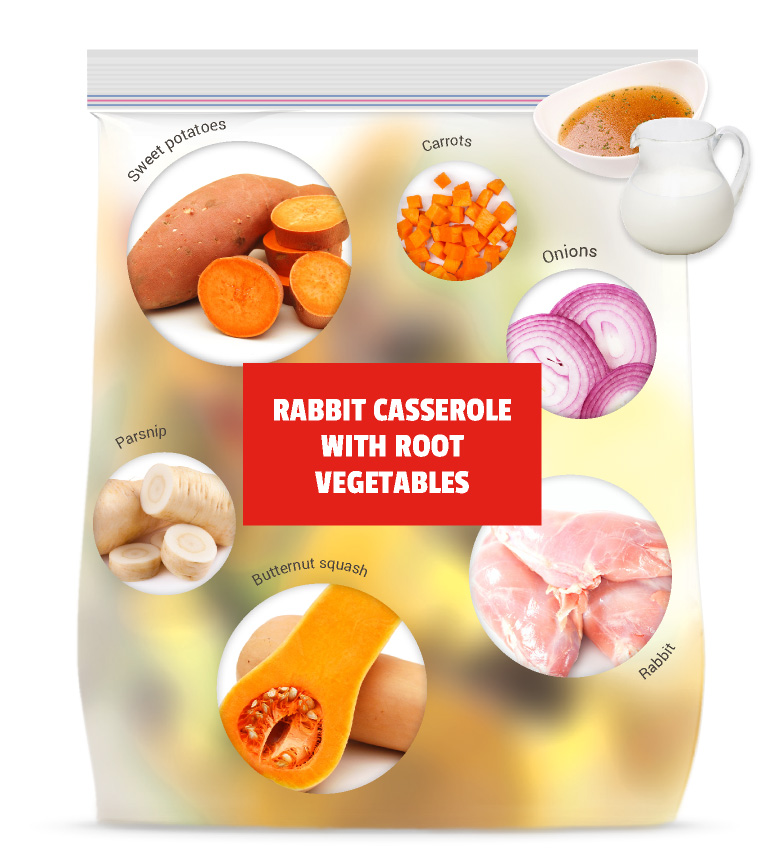 Sweet potatoes
Carrots
Onions
RABBIT CASSEROLE
WITH ROOT
VEGETABLES
Parsnip
Butternut squash
Rabbit